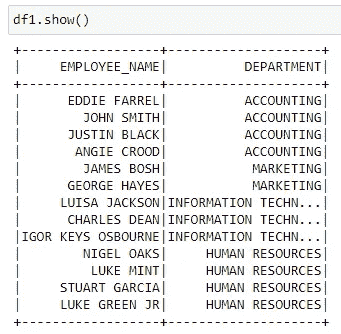 df1.show()
+------------------+--------------------+
|     EMPLOYEE_NAME|          DEPARTMENT|
+------------------+--------------------+
|      EDDIE FARREL|          ACCOUNTING|
|        JOHN SMITH|          ACCOUNTING|
|      JUSTIN BLACK|          ACCOUNTING|
|       ANGIE CROOD|          ACCOUNTING|
|        JAMES BOSH|           MARKETING|
|      GEORGE HAYES|           MARKETING|
|     LUISA JACKSON|INFORMATION TECHN...|
|      CHARLES DEAN|INFORMATION TECHN...|
|IGOR KEYS OSBOURNE|INFORMATION TECHN...|
|        NIGEL OAKS|     HUMAN RESOURCES|
|         LUKE MINT|     HUMAN RESOURCES|
|     STUART GARCIA|     HUMAN RESOURCES|
|     LUKE GREEN JR|     HUMAN RESOURCES|
+------------------+--------------------+